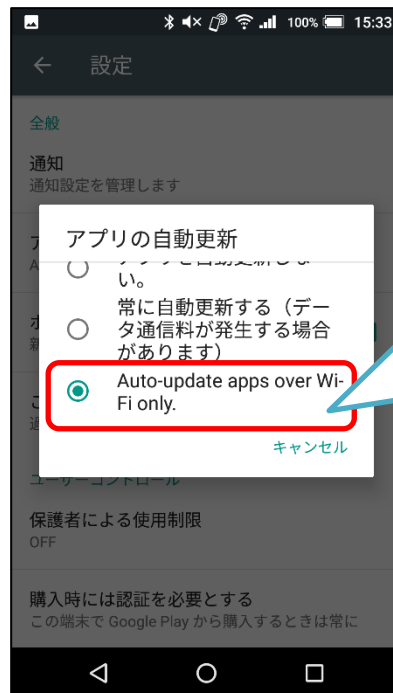 100% 15:33
設定
全般
通知
通知設定を管理します
アプリの自動更新
い。
常に自動更新する（デー
タ通信料が発生する場合
があります）
Auto-update apps over Wi-
Fi only.
キャンセル
ユーザーコントロール
保護者による使用制限
OFF
購入時には認証を必要とする
この端末で Google Play から購入するときは常に